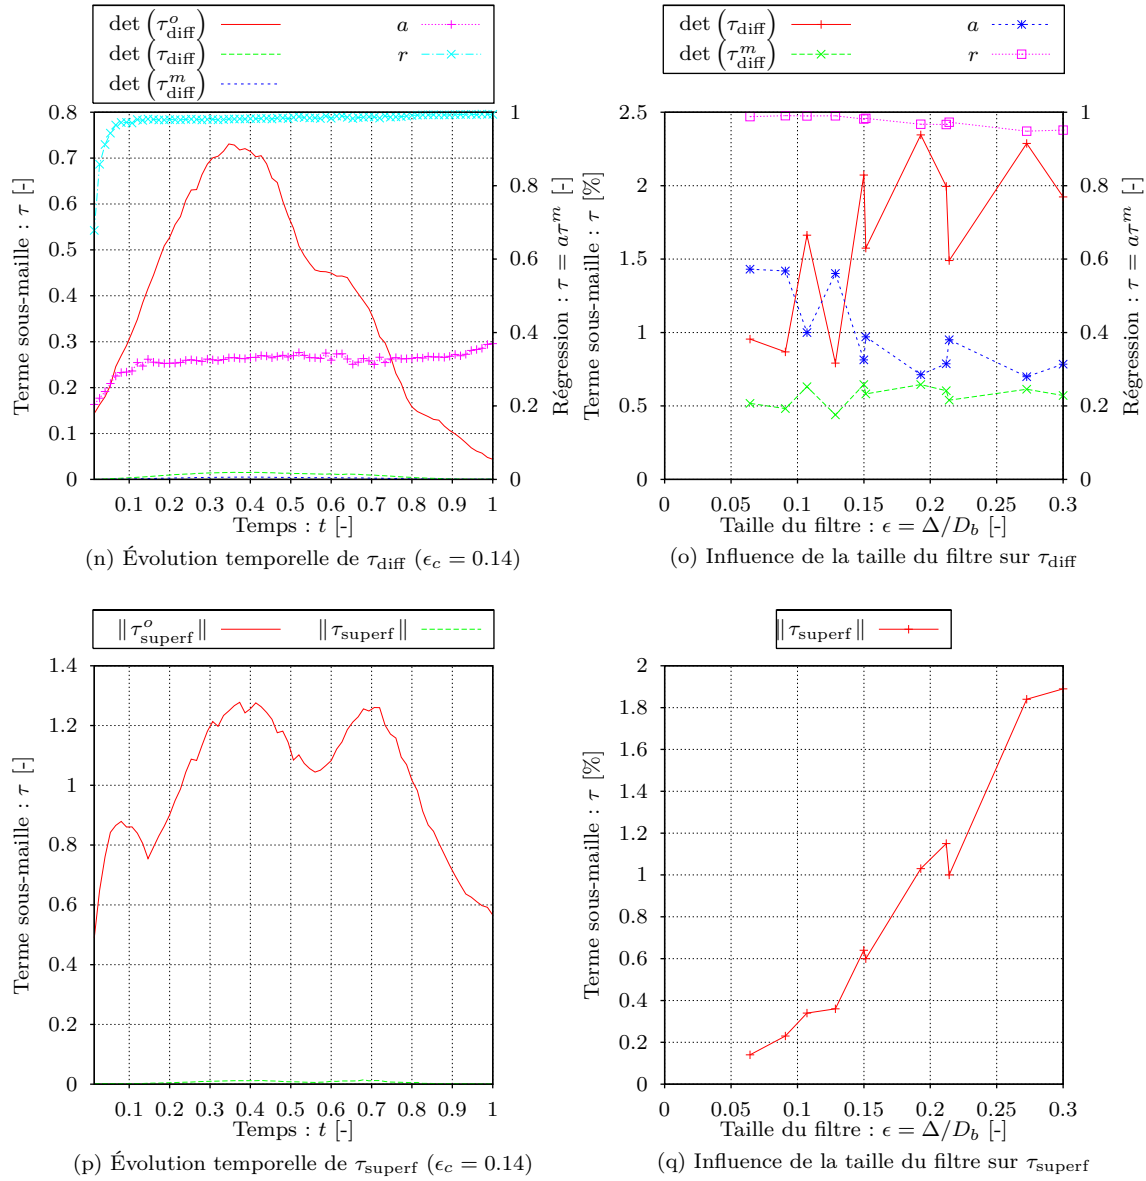 det (τ^o_diff)
det (τ_diff)
det (τ^m_diff)
a
r
0.8
0.7
0.6
0.5
0.4
0.3
0.2
0.1
0
1
0.8
0.6
0.4
0.2
0
0.1 0.2 0.3 0.4 0.5 0.6 0.7 0.8 0.9 1
Terme sous-maille : τ [-]
Régression : τ = aτ^m [-]
Temps : t [-]
(n) Évolution temporelle de τ_diff (ϵ_c = 0.14)
det (τ_diff)
det (τ^m_diff)
a
r
2.5
2
1.5
1
0.5
0
1
0.8
0.6
0.4
0.2
0
0 0.05 0.1 0.15 0.2 0.25 0.3
Terme sous-maille : τ [%]
Régression : τ = aτ^m [-]
Taille du filtre : ϵ = Δ/D_b [-]
(o) Influence de la taille du filtre sur τ_diff
|| τ^o_superf ||
|| τ_superf ||
1.4
1.2
1
0.8
0.6
0.4
0.2
0
0.1 0.2 0.3 0.4 0.5 0.6 0.7 0.8 0.9 1
Terme sous-maille : τ [-]
Temps : t [-]
(p) Évolution temporelle de τ_superf (ϵ_c = 0.14)
|| τ_superf ||
2
1.8
1.6
1.4
1.2
1
0.8
0.6
0.4
0.2
0
0 0.05 0.1 0.15 0.2 0.25 0.3
Terme sous-maille : τ [%]
Taille du filtre : ϵ = Δ/D_b [-]
(q) Influence de la taille du filtre sur τ_superf